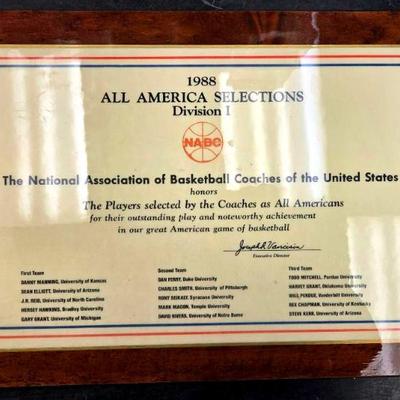 1988
ALL AMERICA SELECTIONS
Division I
NABC
The National Association of Basketball Coaches of the United States
honors
The Players selected by the Coaches as All Americans
for their outstanding play and noteworthy achievement
in our great American game of basketball
Joseph R Vancisin
Executive Director
First Team
DANNY MANNING, University of Kansas
SEAN ELLIOTT, University of Arizona
J.R. REID, University of North Carolina
HERSEY HAWKINS, Bradley University
GARY GRANT, University of Michigan
Second Team
DAN FERRY, Duke University
CHARLES SMITH, University of Pittsburgh
RONY SEIKALY, Syracuse University
MARK MACON, Temple University
DAVID RIVERS, University of Notre Dame
Third Team
TODD MITCHELL, Purdue University
HARVEY GRANT, Oklahoma University
WILL PERDUE, Vanderbilt University
REX CHAPMAN, University of Kentucky
STEVE KERR, University of Arizona